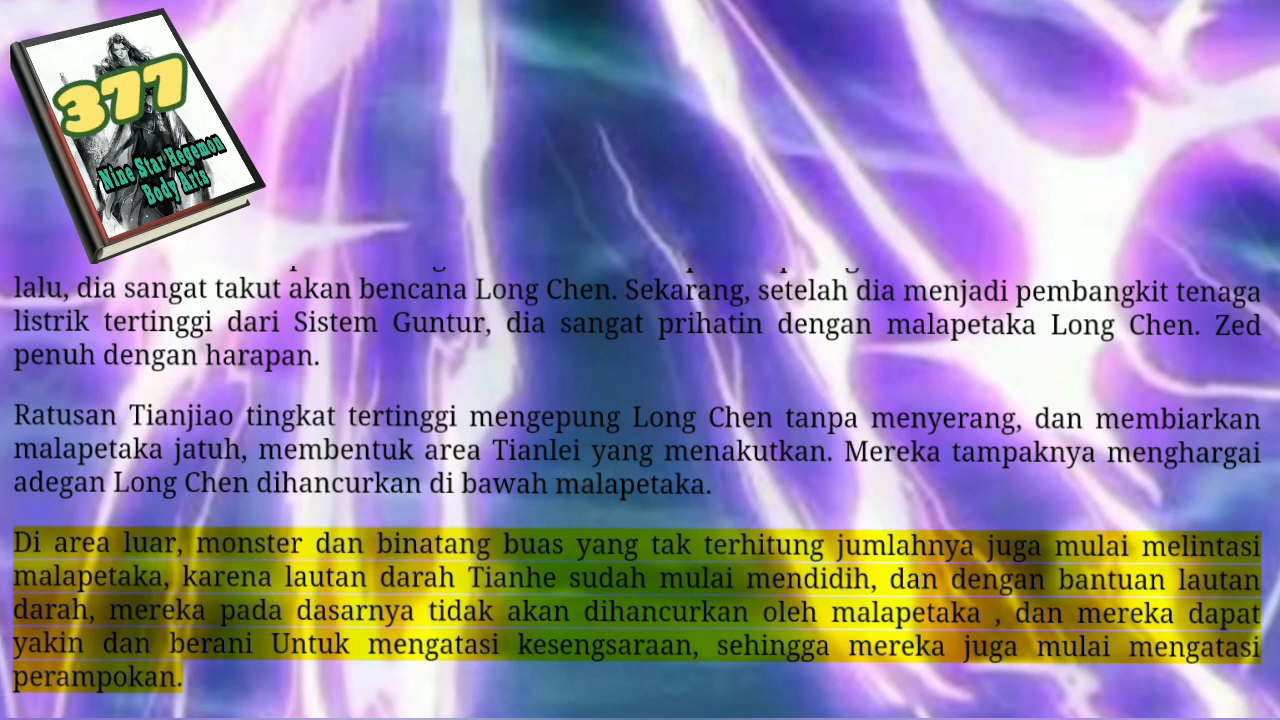 377
Nine Star Hegemon
Body Arts
lalu, dia sangat takut akan bencana Long Chen. Sekarang, setelah dia menjadi pembangkit tenaga
listrik tertinggi dari Sistem Guntur, dia sangat prihatin dengan malapetaka Long Chen. Zed
penuh dengan harapan.
Ratusan Tianjiao tingkat tertinggi mengepung Long Chen tanpa menyerang, dan membiarkan
malapetaka jatuh, membentuk area Tianlei yang menakutkan. Mereka tampaknya menghargai
adegan Long Chen dihancurkan di bawah malapetaka.
Di area luar, monster dan binatang buas yang tak terhitung jumlahnya juga mulai melintasi
malapetaka, karena lautan darah Tianhe sudah mulai mendidih, dan dengan bantuan lautan
darah, mereka pada dasarnya tidak akan dihancurkan oleh malapetaka , dan mereka dapat
yakin dan berani Untuk mengatasi kesengsaraan, sehingga mereka juga mulai mengatasi
perampokan.